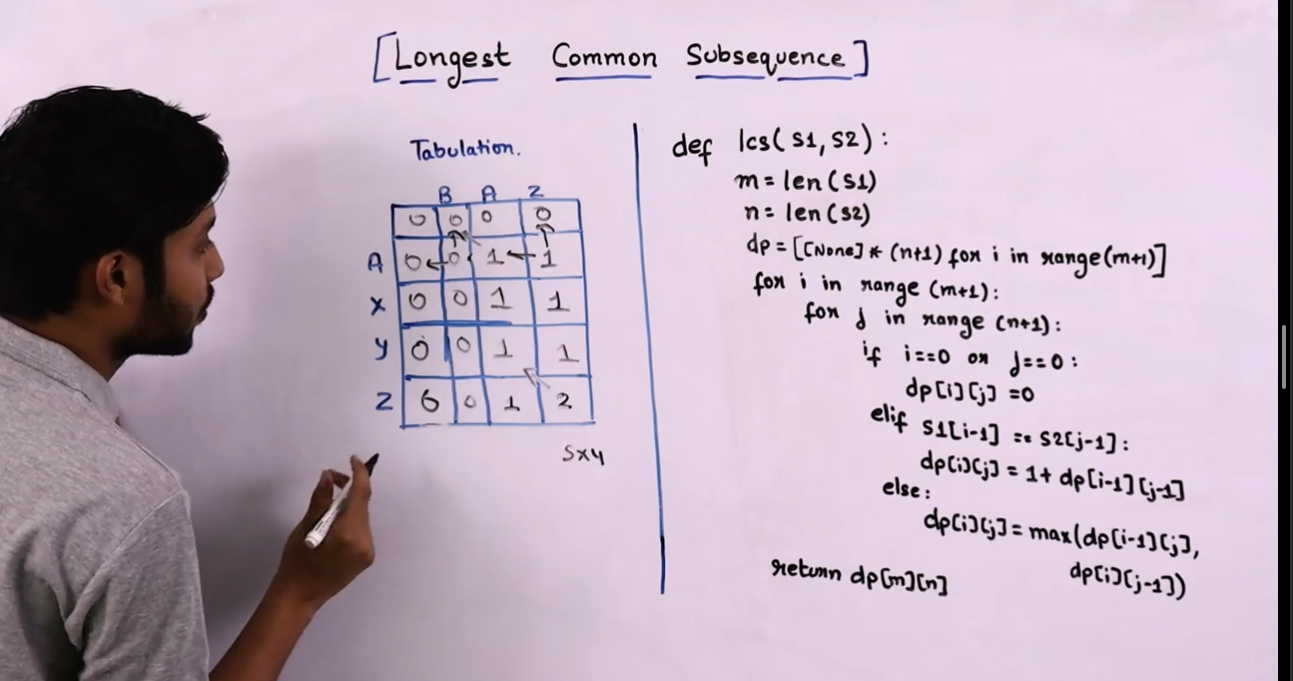 [Longest Common Subsequence]
Tabulation.
B A Z
0 0 0 0
A 0 0 1 1
X 0 0 1 1
Y 0 0 1 1
Z 0 0 1 2
5x4
def lcs(S1,S2):
m = len(S1)
n = len(S2)
dp = [[None] * (n+1) for i in range(m+1)]
for i in range (m+1):
for j in range (n+1):
if i==0 or j==0:
dp[i][j] =0
elif S1[i-1] == S2[j-1]:
dp[i][j] = 1+ dp[i-1][j-1]
else:
dp[i][j] = max(dp[i-1][j],
dp[i][j-1])
return dp[m][n]